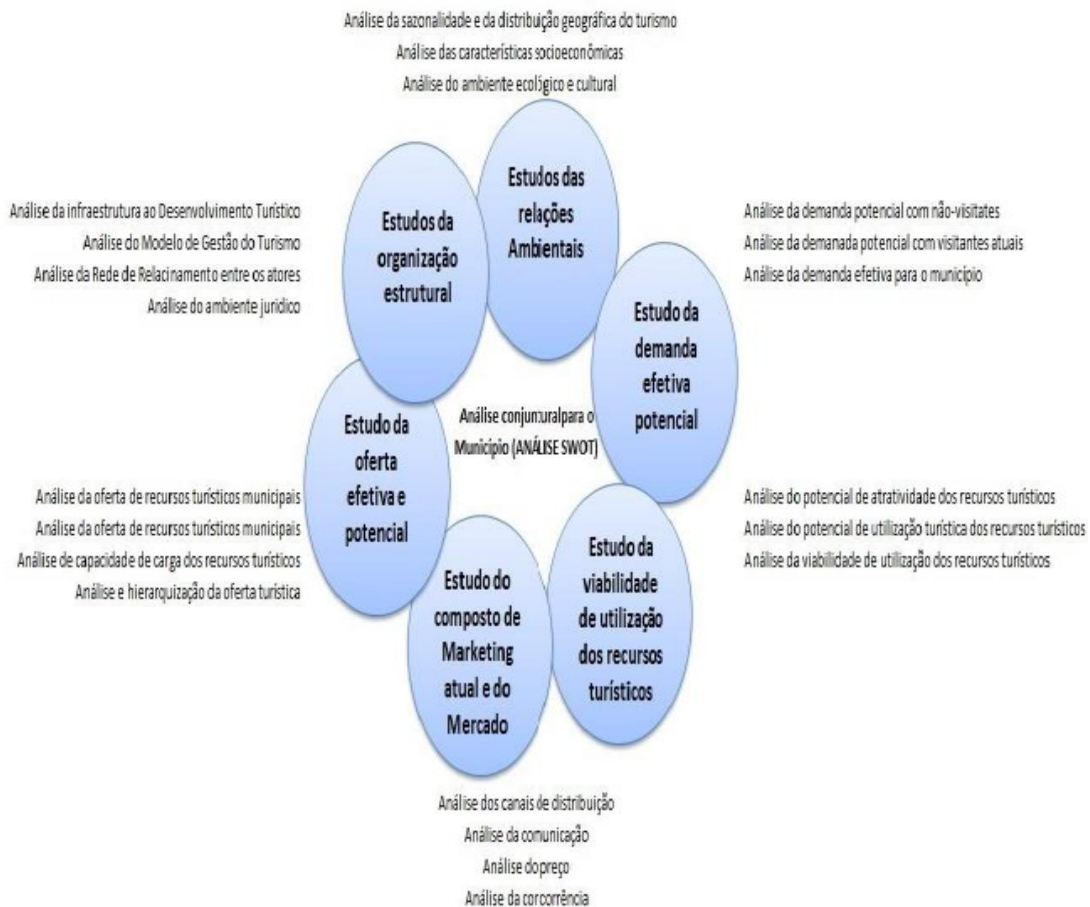 Análise da sazonalidade e da distribuição geográfica do turismo
Análise das características socioeconômicas
Análise do ambiente ecológico e cultural
Estudos das
relações
Ambientais
Estudos da
organização
estrutural
Análise da infraestrutura ao Desenvolvimento Turístico
Análise do Modelo de Gestão do Turismo
Análise da Rede de Relacinamento entre os atores
Análise do ambiente juridico
Análise da demanda potencial com não-visitates
Análise da demanada potencial com visitantes atuais
Análise da demanda efetiva para o município
Estudo da
demanda
efetiva
potencial
Análise conjunturalpara o
Município (ANÁLISE SWOT)
Estudo da
oferta
efetiva e
potencial
Análise da oferta de recursos turísticos municipais
Análise da oferta de recursos turísticos municipais
Análise de capacidade de carga dos recursos turísticos
Análise e hierarquização da oferta turística
Análise do potencial de atratividade dos recursos turísticos
Análise do potencial de utilização turística dos recursos turísticos
Análise da viabilidade de utilização dos recursos turísticos
Estudo da
viabilidade
de utilização
dos recursos
turísticos
Estudo do
composto de
Marketing
atual e do
Mercado
Análise dos canais de distribuição
Análise da comunicação
Análise do preço
Análise da concorrência